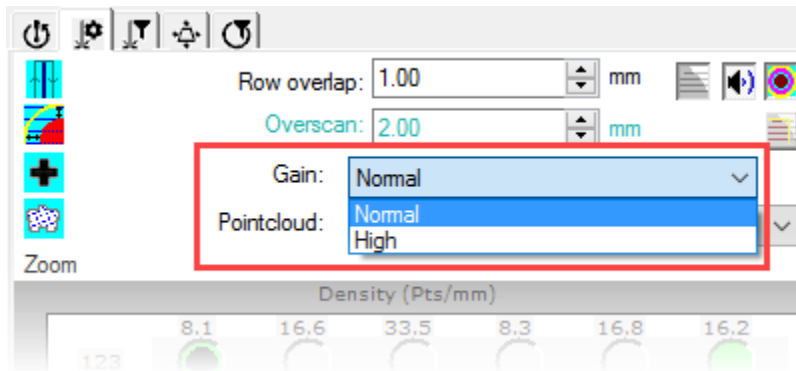 Row overlap: 1.00 mm
Overscan: 2.00 mm
Gain: Normal
Normal
Pointcloud:
High
Zoom
Density (Pts/mm)
8.1 16.6 33.5 8.3 16.8 16.2
123